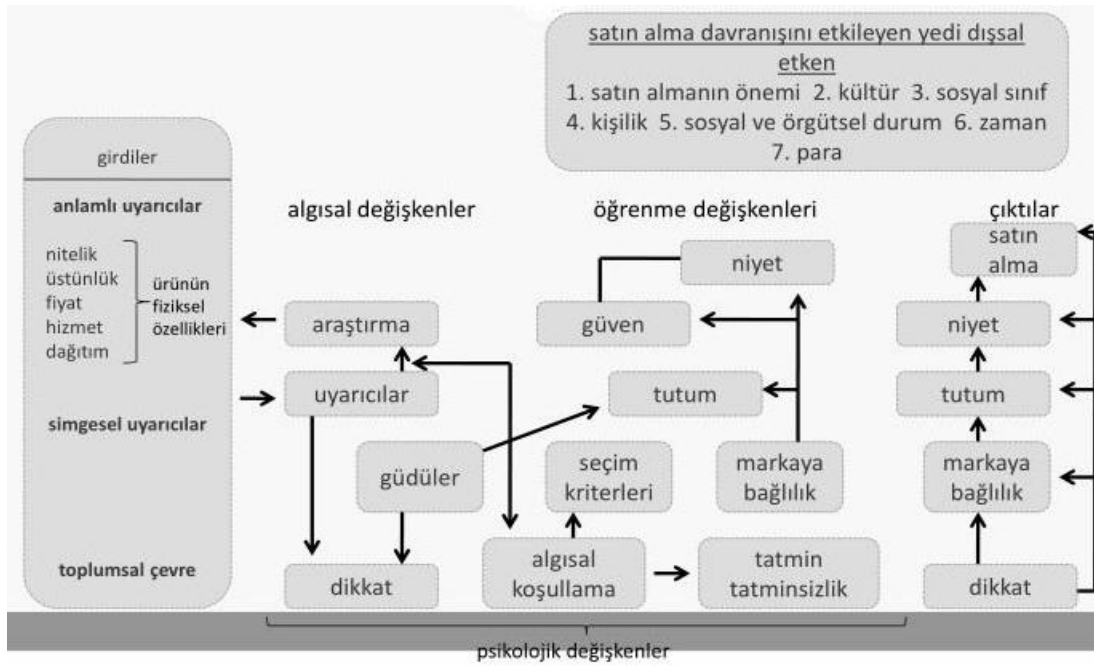 satın alma davranışını etkileyen yedi dışsal
etken
1. satın almanın önemi 2. kültür 3. sosyal sınıf
4. kişilik 5. sosyal ve örgütsel durum 6. zaman
7. para
girdiler
anlamlı uyarıcılar
nitelik
üstünlük
fiyat
hizmet
dağıtım
ürünün
fiziksel
özellikleri
simgesel uyarıcılar
toplumsal çevre
algısal değişkenler
araştırma
uyarıcılar
güdüler
dikkat
öğrenme değişkenleri
niyet
güven
tutum
seçim
kriterleri
markaya
bağlılık
algısal
koşullama
tatmin
tatminsizlik
çıktılar
satın
alma
niyet
tutum
markaya
bağlılık
dikkat
psikolojik değişkenler